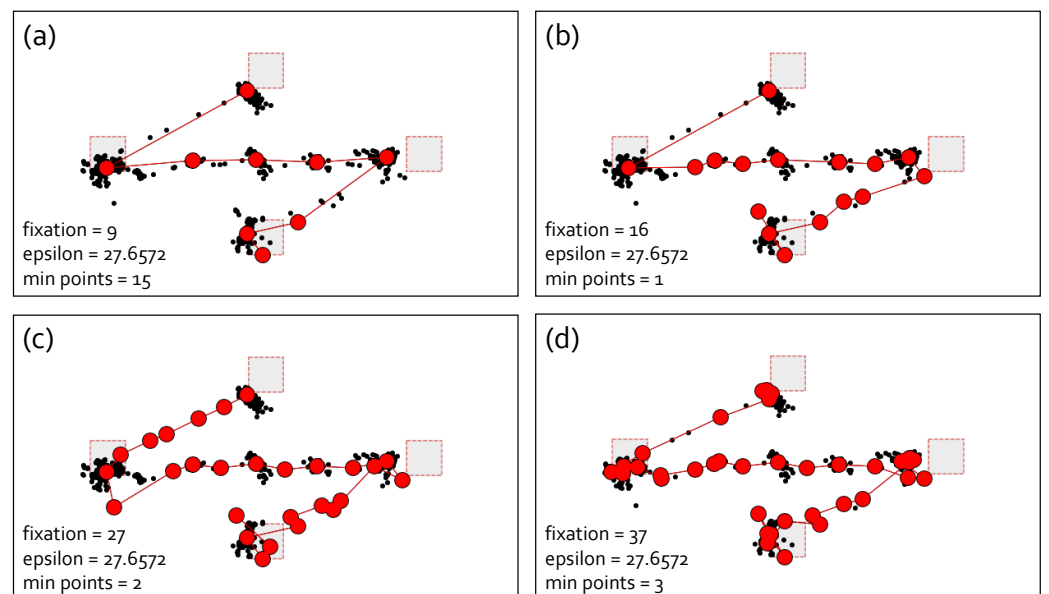 (a)
fixation = 9
epsilon = 27.6572
min points = 15
(b)
fixation = 16
epsilon = 27.6572
min points = 1
(c)
fixation = 27
epsilon = 27.6572
min points = 2
(d)
fixation = 37
epsilon = 27.6572
min points = 3